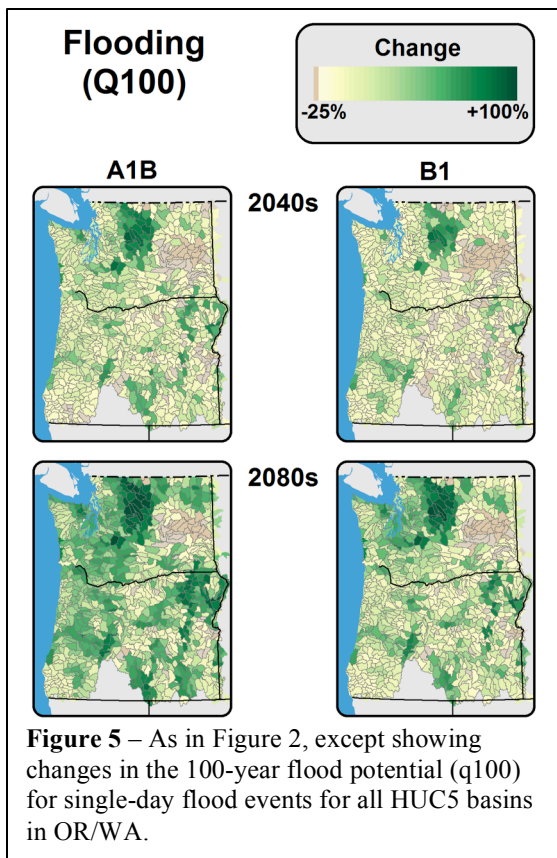 Flooding
(Q100)
Change
-25%
+100%
A1B
B1
2040s
2080s
Figure 5 – As in Figure 2, except showing
changes in the 100-year flood potential (q100)
for single-day flood events for all HUC5 basins
in OR/WA.